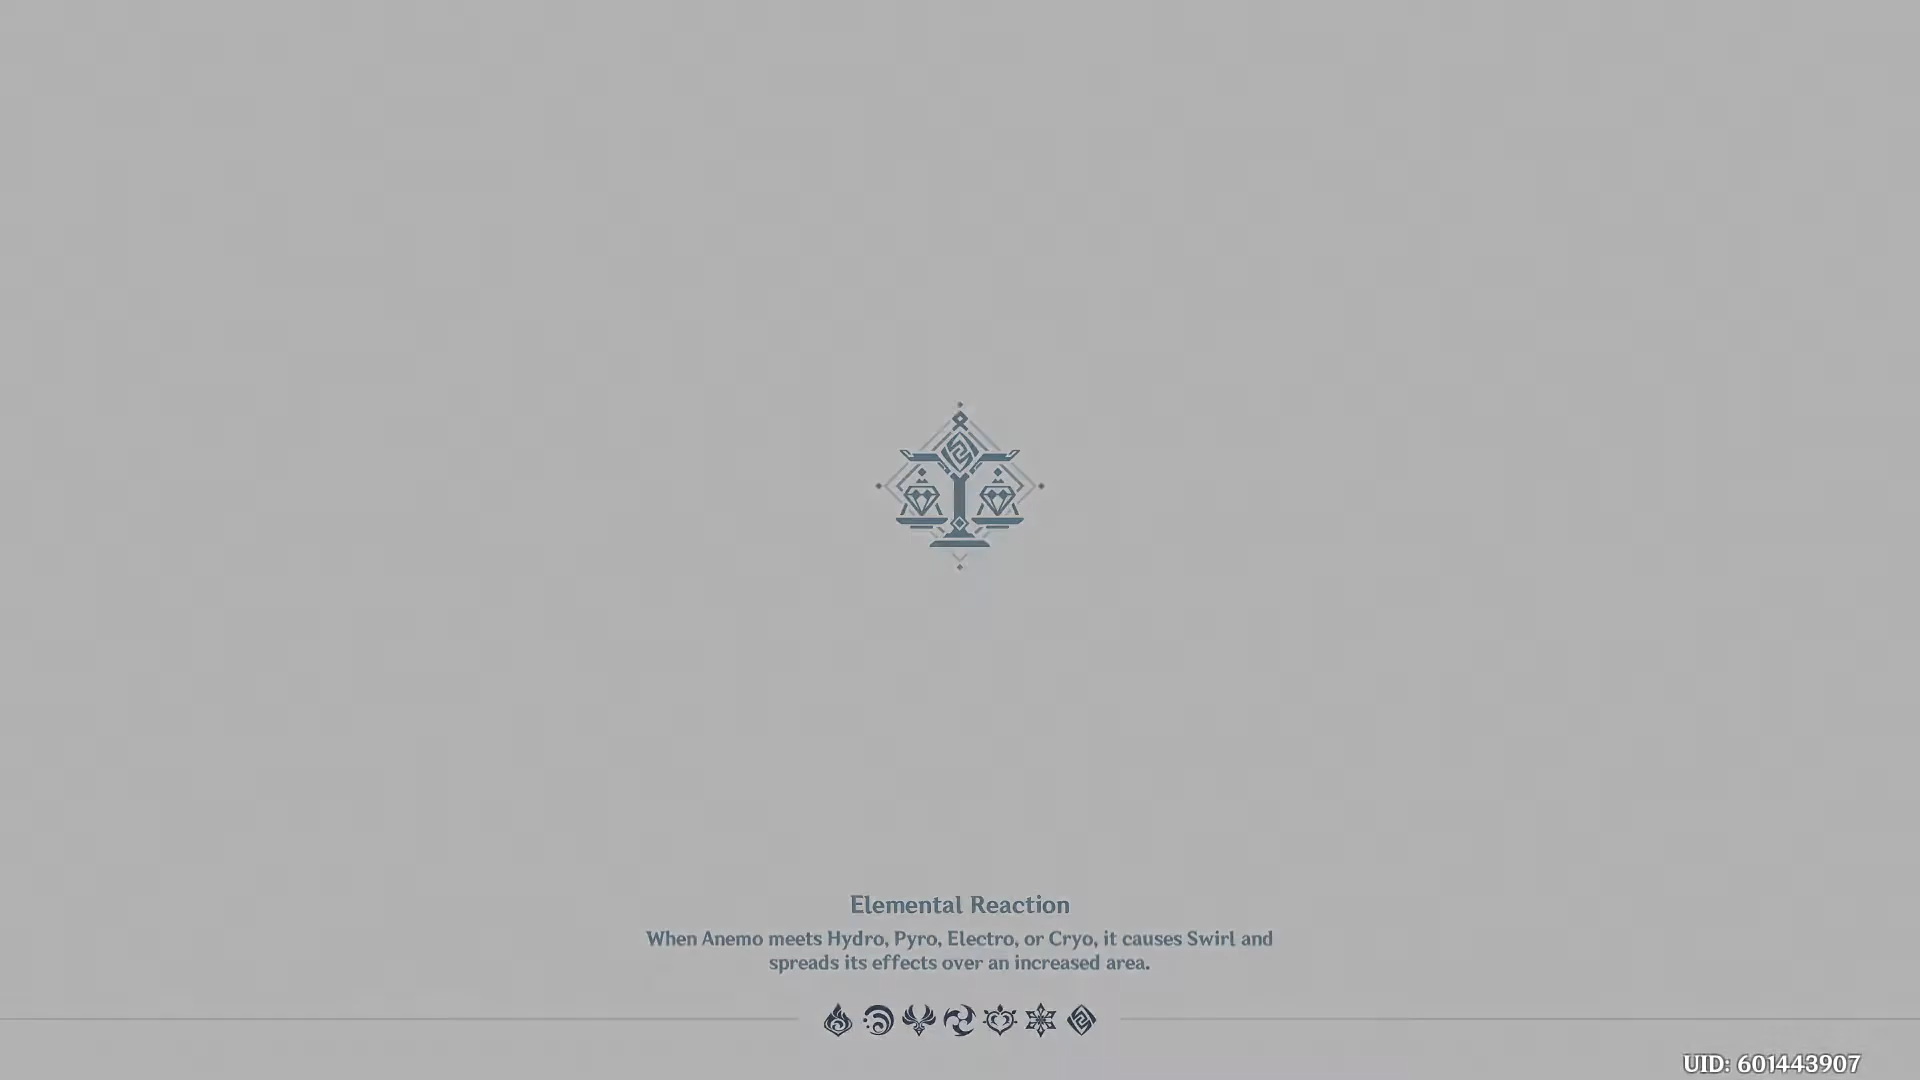 Elemental Reaction
When Anemo meets Hydro, Pyro, Electro, or Cryo, it causes Swirl and
spreads its effects over an increased area.
UID: 601443907